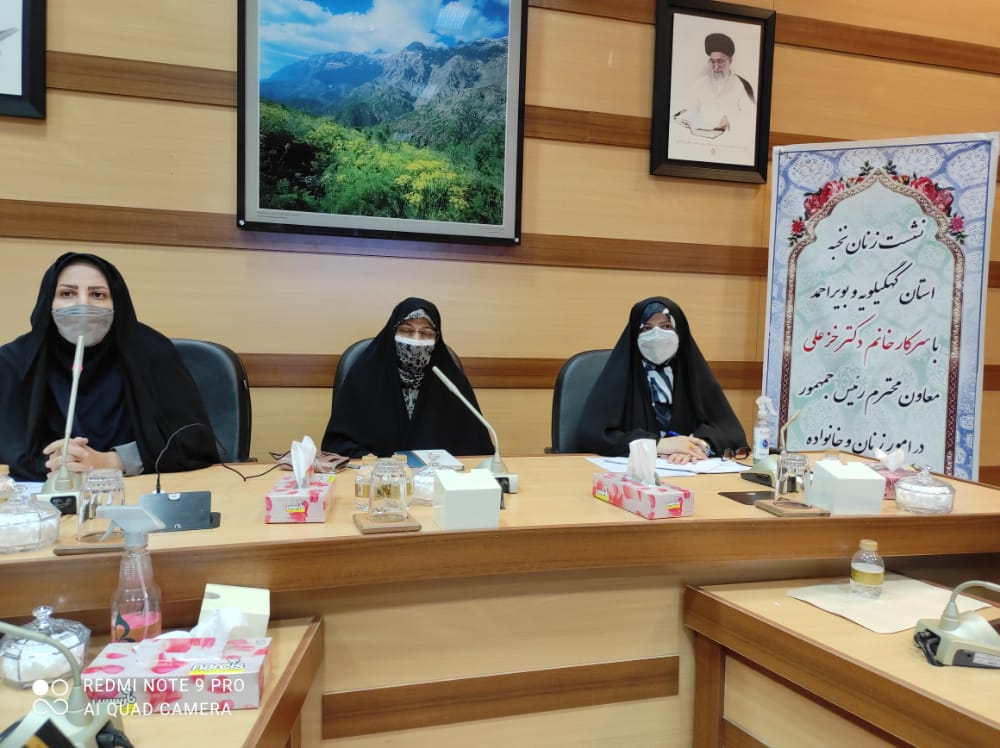 نشست زنان نخبه
استان کهگیلویه و بویراحمد
با سرکار خانم دکتر خزعلی
معاون محترم رئیس جمهور
در امور زنان و خانواده
narcis
REDMI NOTE 9 PRO
AI QUAD CAMERA